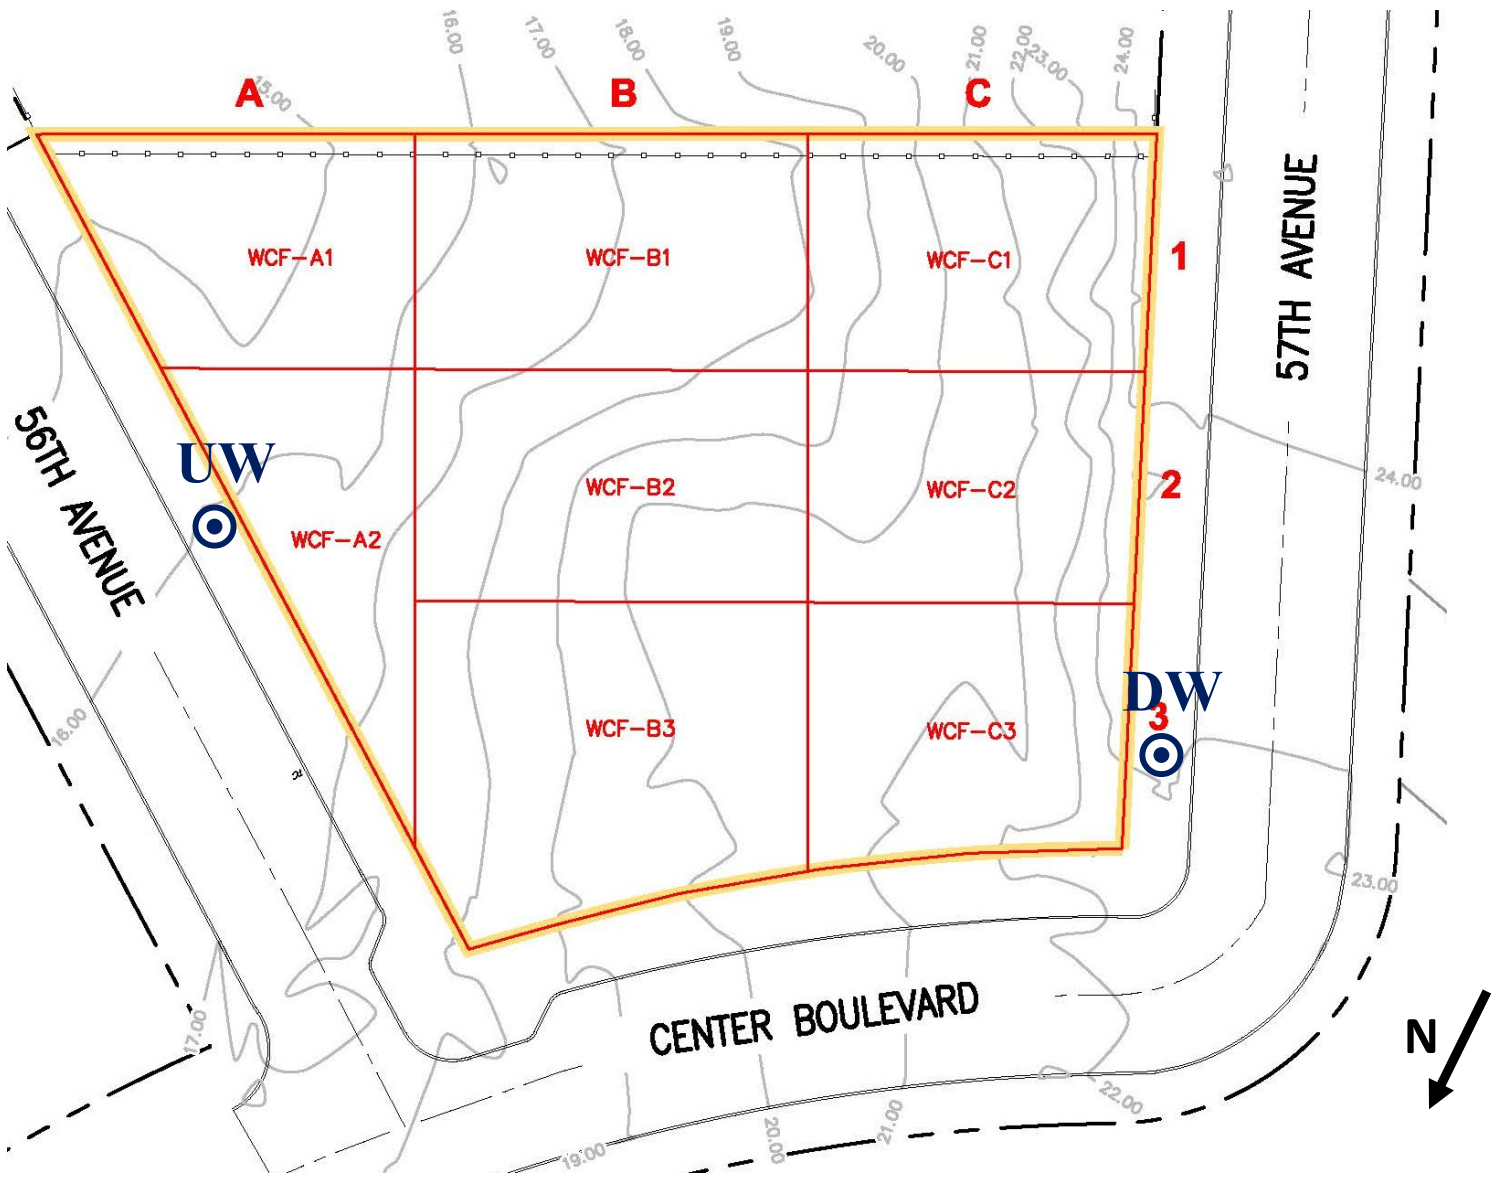 16.00
17.00
18.00
19.00
20.00
21.00
22.00
23.00
24.00
15.00
A
B
C
WCF-A1
WCF-B1
WCF-C1
1
57TH AVENUE
56TH AVENUE
UW
WCF-A2
WCF-B2
WCF-C2
2
24.00
DW
3
WCF-B3
WCF-C3
16.00
23.00
17.00
CENTER BOULEVARD
N
22.00
21.00
20.00
19.00